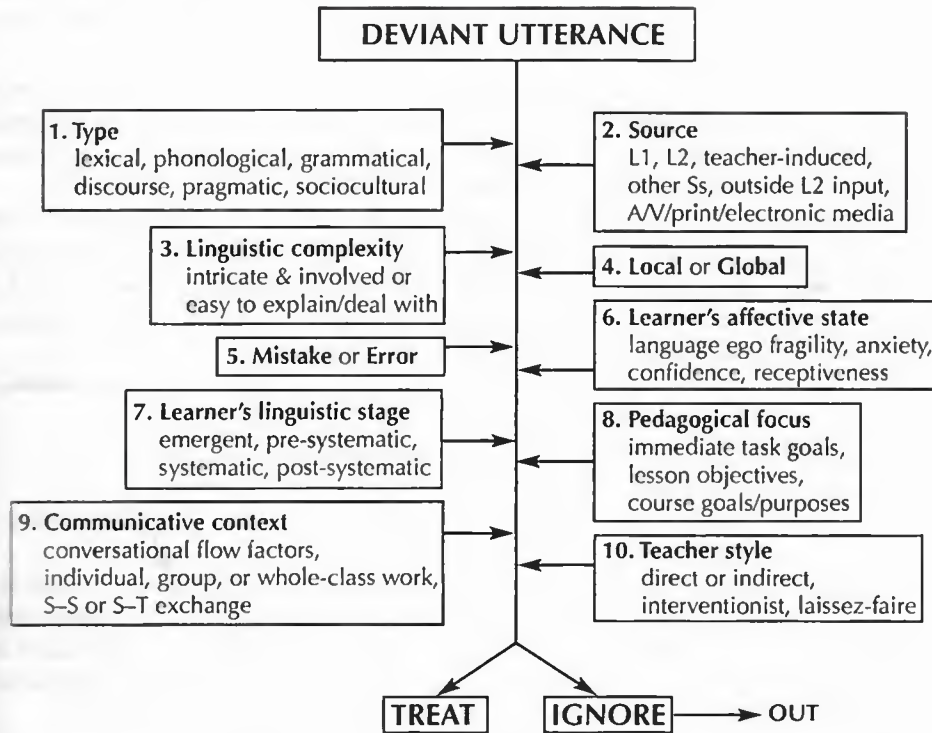 DEVIANT UTTERANCE
1. Type
lexical, phonological, grammatical,
discourse, pragmatic, sociocultural
2. Source
L1, L2, teacher-induced,
other Ss, outside L2 input,
A/V/print/electronic media
3. Linguistic complexity
intricate & involved or
easy to explain/deal with
4. Local or Global
5. Mistake or Error
6. Learner's affective state
language ego fragility, anxiety,
confidence, receptiveness
7. Learner's linguistic stage
emergent, pre-systematic,
systematic, post-systematic
8. Pedagogical focus
immediate task goals,
lesson objectives,
course goals/purposes
9. Communicative context
conversational flow factors,
individual, group, or whole-class work,
S–S or S–T exchange
10. Teacher style
direct or indirect,
interventionist, laissez-faire
TREAT
IGNORE
OUT